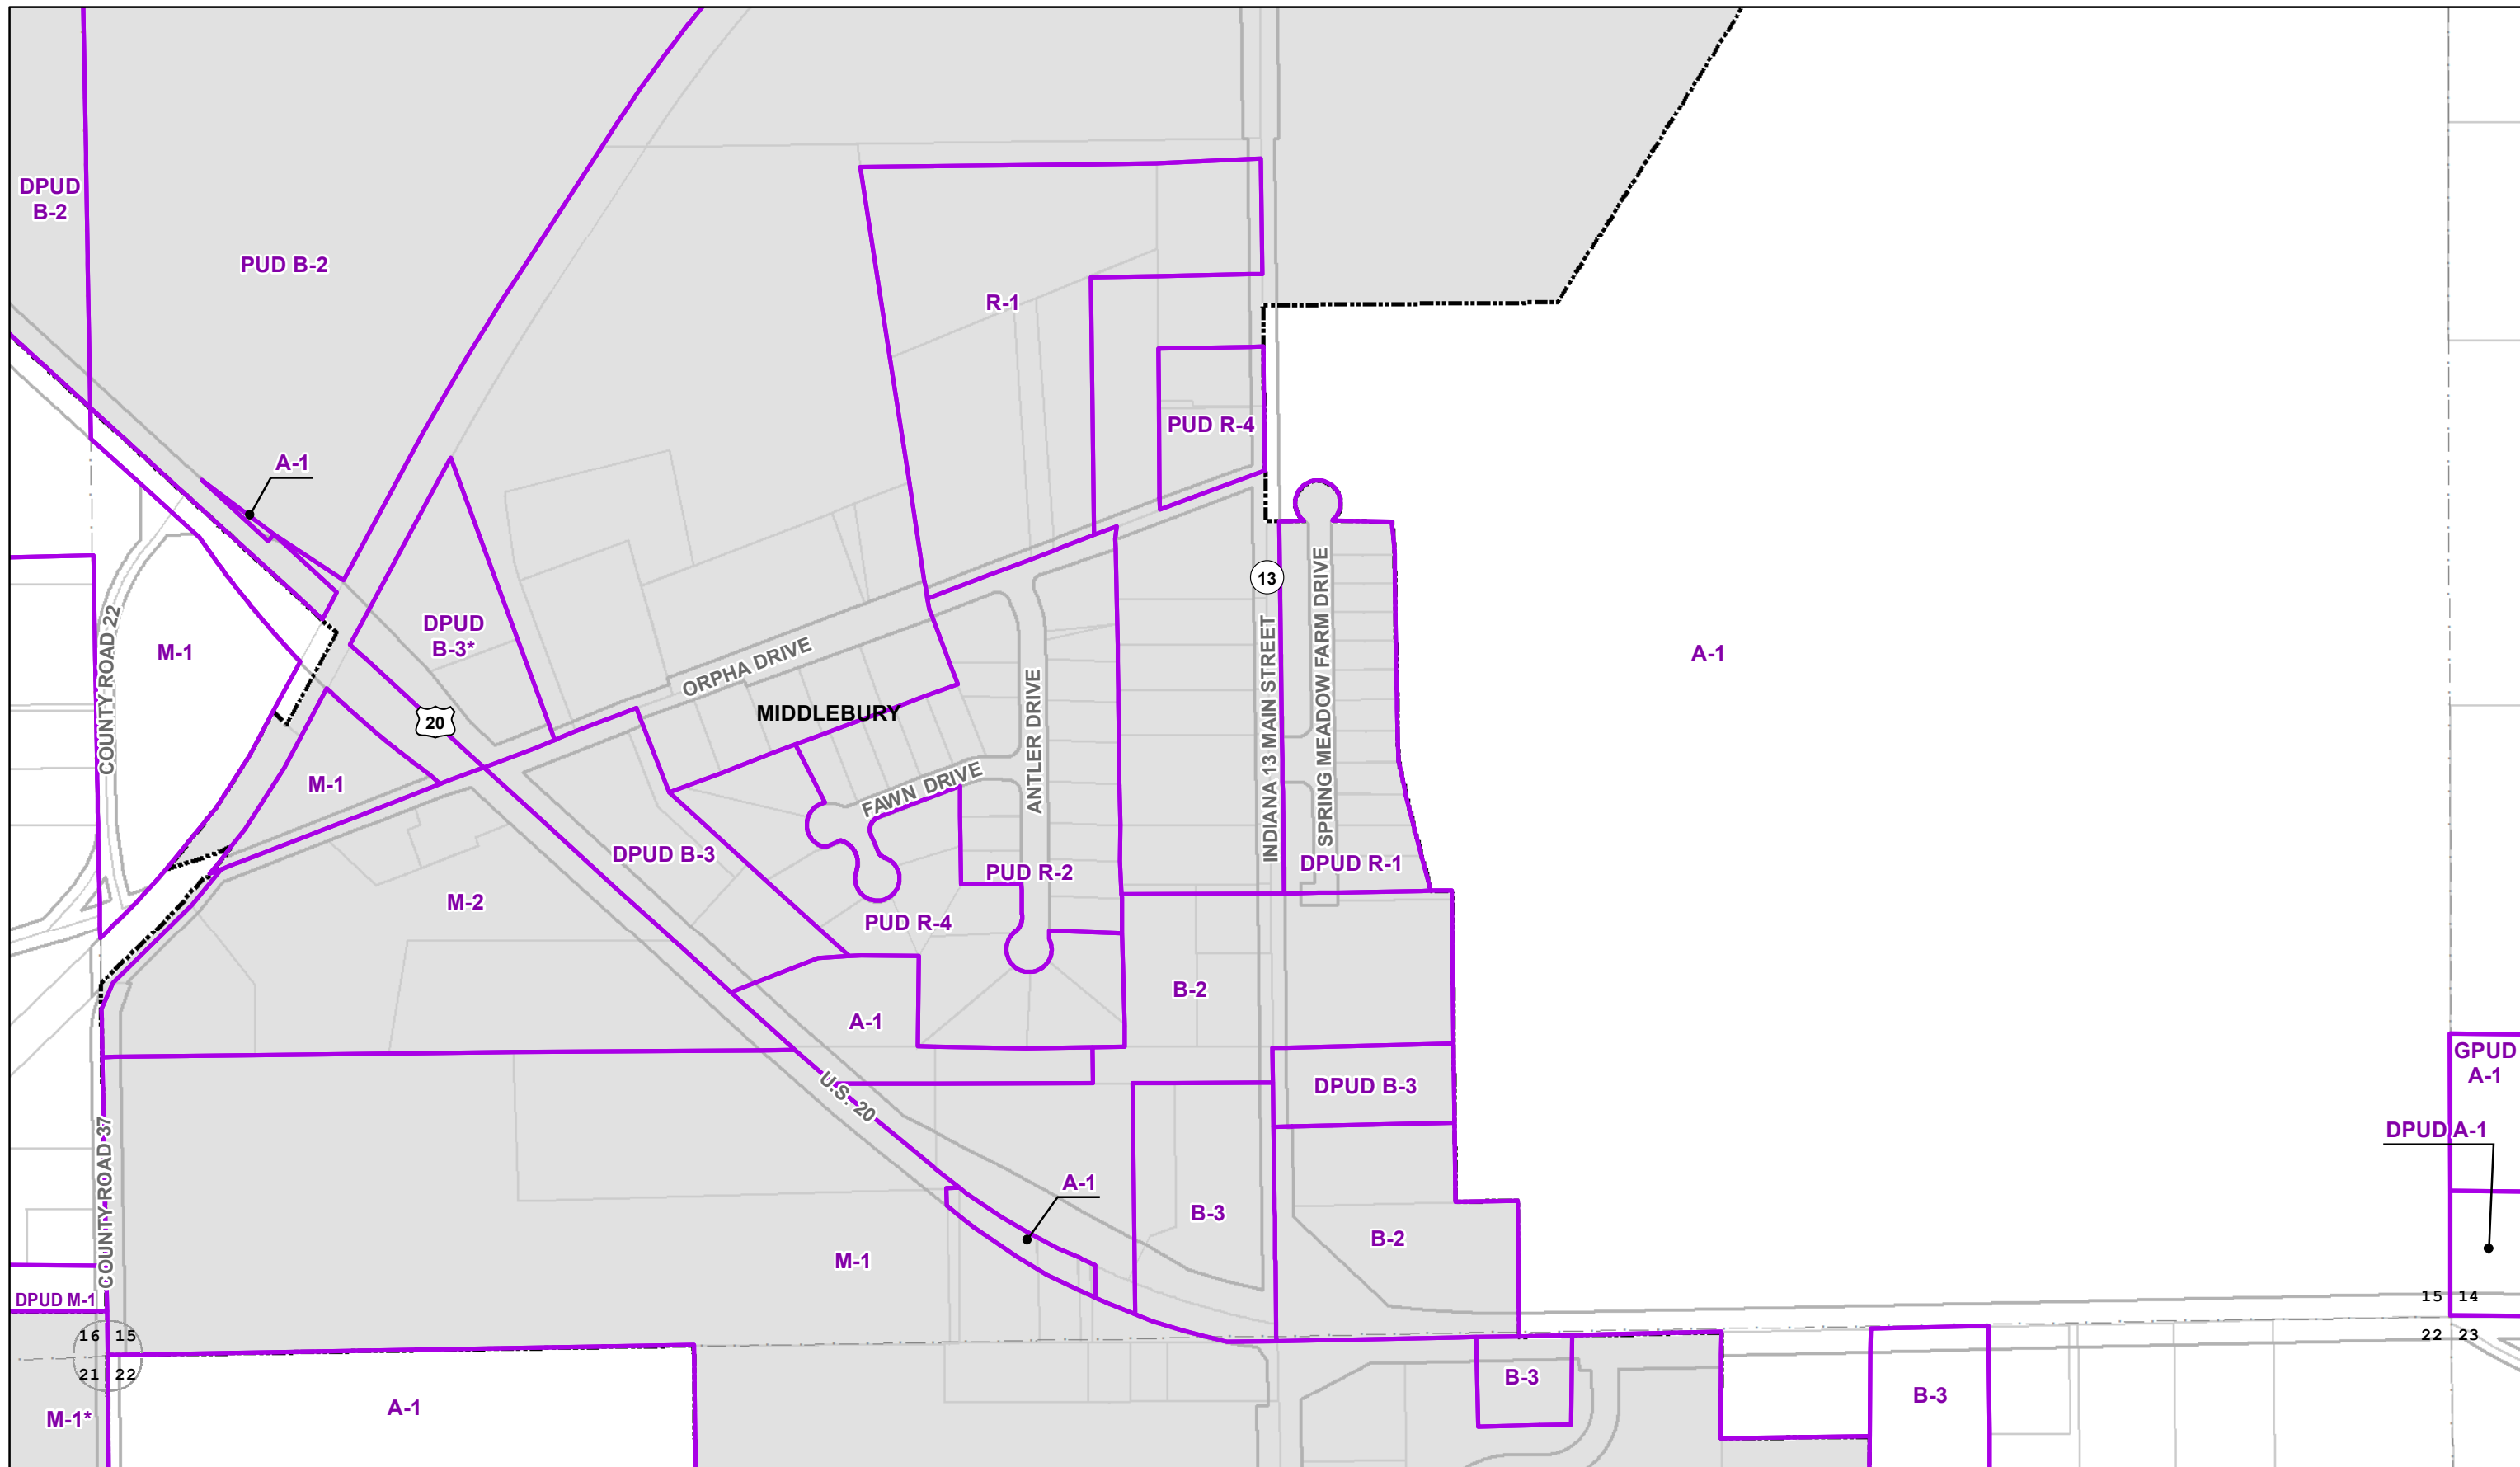 DPUD
B-2
PUD B-2
R-1
PUD R-4
A-1
13
DPUD
B-3*
M-1
COUNTY ROAD 22
ORPHA DRIVE
MIDDLEBURY
20
ANTLER DRIVE
INDIANA 13 MAIN STREET
SPRING MEADOW FARM DRIVE
A-1
M-1
FAWN DRIVE
DPUD B-3
PUD R-2
DPUD R-1
M-2
PUD R-4
B-2
A-1
GPUD
A-1
U.S. 20
DPUD B-3
DPUD A-1
COUNTY ROAD 37
A-1
B-3
B-2
M-1
DPUD M-1
15 14
22 23
16 15
21 22
B-3
B-3
M-1*
A-1